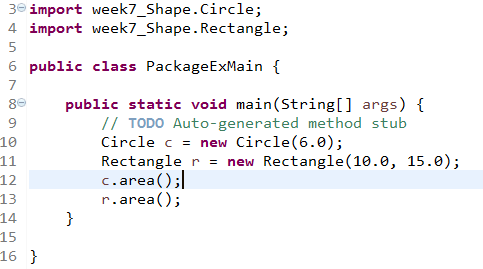 3 import week7_Shape.Circle;
4 import week7_Shape.Rectangle;
5
6 public class PackageExMain {
7
8     public static void main(String[] args) {
9         // TODO Auto-generated method stub
10         Circle c = new Circle(6.0);
11         Rectangle r = new Rectangle(10.0, 15.0);
12         c.area();
13         r.area();
14     }
15
16 }